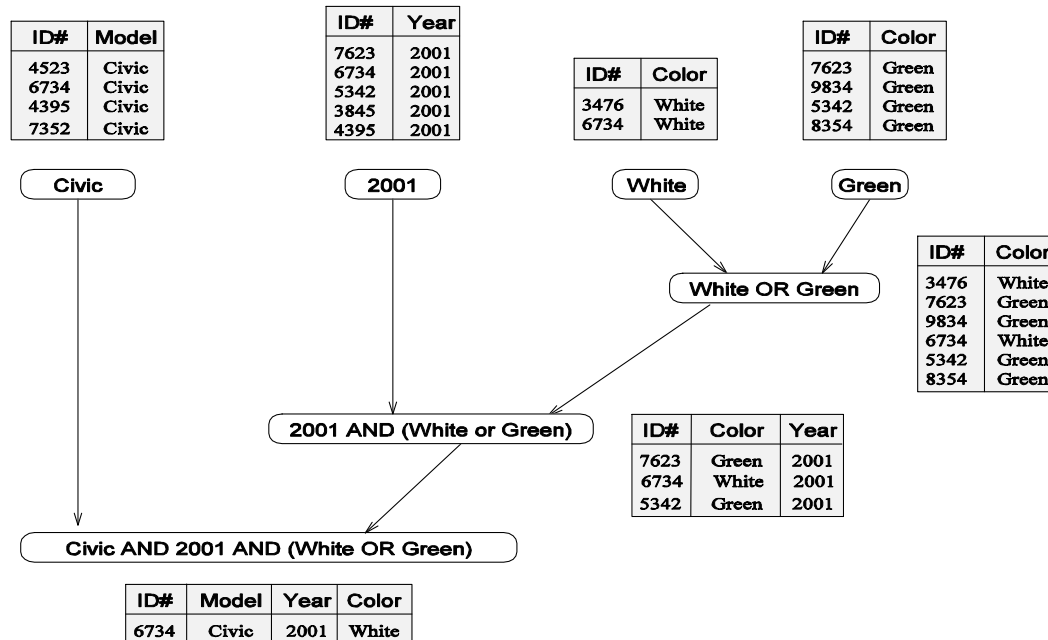 ID# Model
4523 Civic
6734 Civic
4395 Civic
7352 Civic
ID# Year
7623 2001
6734 2001
5342 2001
3845 2001
4395 2001
ID# Color
3476 White
6734 White
ID# Color
7623 Green
9834 Green
5342 Green
8354 Green
Civic
2001
White
Green
White OR Green
ID# Color
3476 White
7623 Green
9834 Green
6734 White
5342 Green
8354 Green
2001 AND (White or Green)
ID# Color Year
7623 Green 2001
6734 White 2001
5342 Green 2001
Civic AND 2001 AND (White OR Green)
ID# Model Year Color
6734 Civic 2001 White